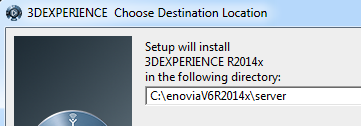 3DEXPERIENCE Choose Destination Location
Setup will install
3DEXPERIENCE R2014x
in the following directory:
C:\enoviaV6R2014x\server